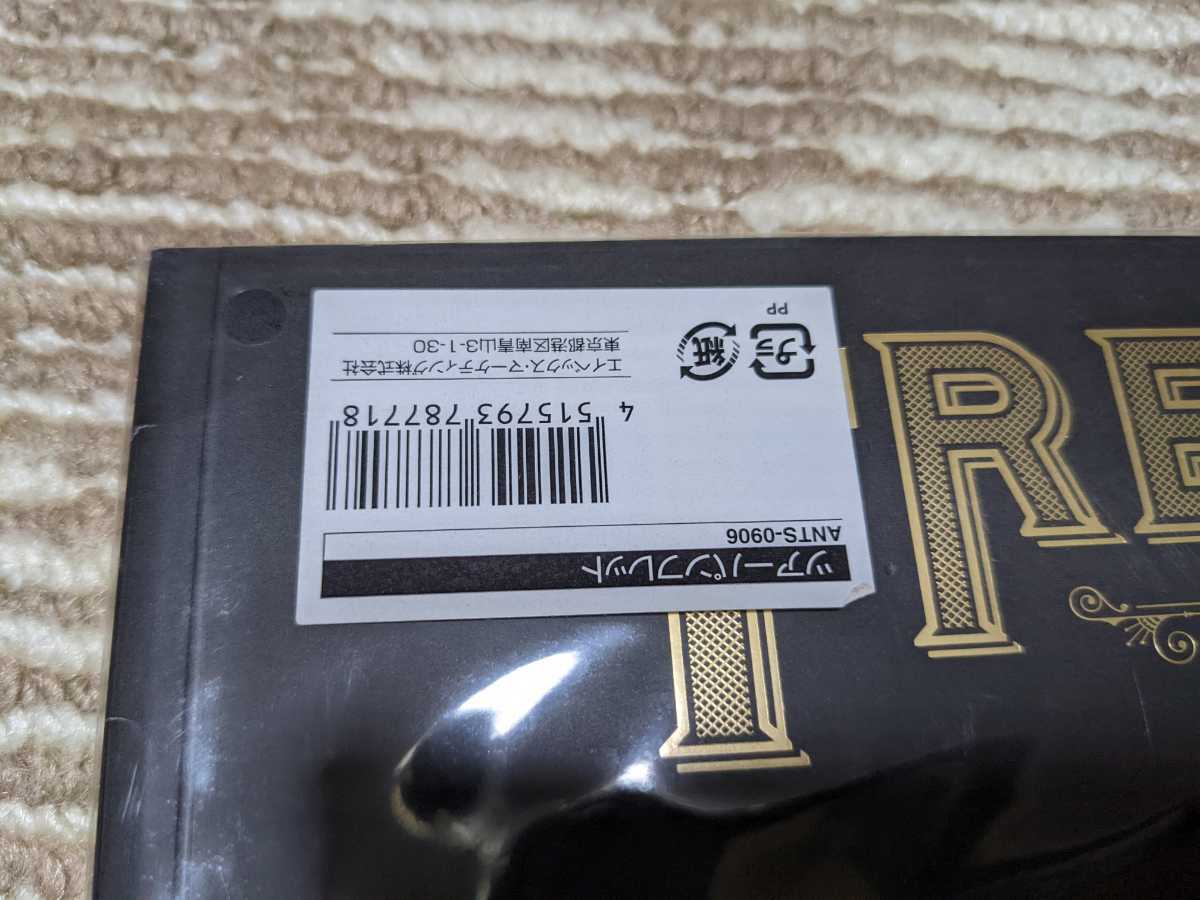 ツアーパンフレット
ANTS-0906
4 515793 787718
エイベックス・マーケティング株式会社
東京都港区南青山3-1-30
プラ
紙
PP
TRE